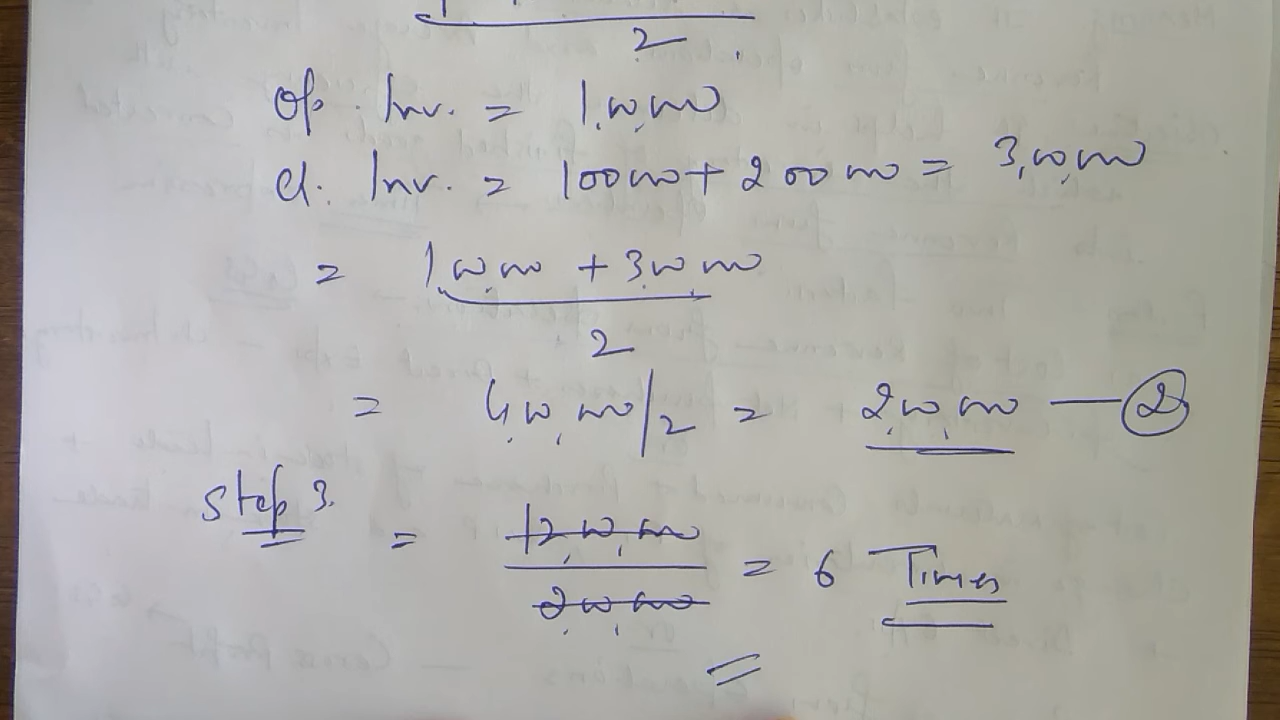 2
Op. Inv. = 1,00,000
Cl. Inv. = 100000 + 200000 = 3,00,000
= 1,00,000 + 3,00,000
2
= 4,00,000/2 = 2,00,000 — ②
Step 3.
= 12,00,000
2,00,000
= 6 Times
=